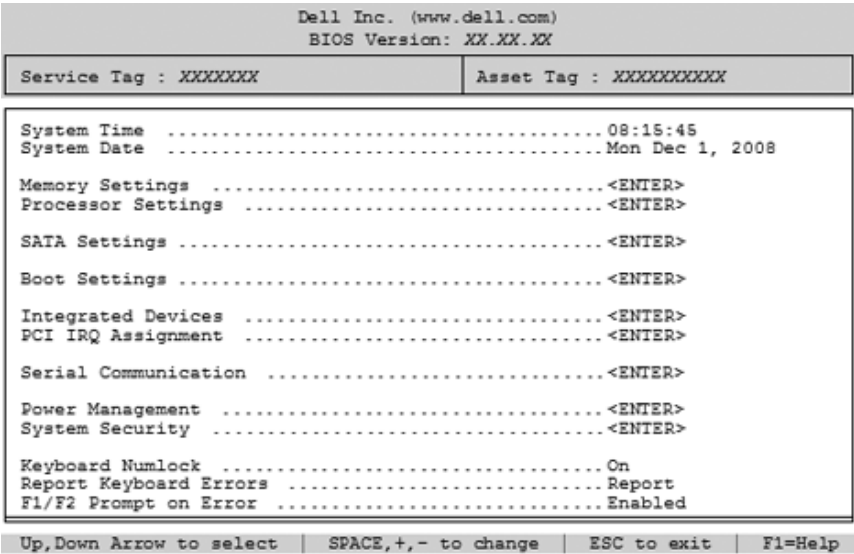 Dell Inc. (www.dell.com)
BIOS Version: XX.XX.XX
Service Tag : XXXXXXX
Asset Tag : XXXXXXXXXX
System Time .......................................08:15:45
System Date .......................................Mon Dec 1, 2008
Memory Settings ...................................<ENTER>
Processor Settings ................................<ENTER>
SATA Settings ......................................<ENTER>
Boot Settings ......................................<ENTER>
Integrated Devices ................................<ENTER>
PCI IRQ Assignment ................................<ENTER>
Serial Communication ..............................<ENTER>
Power Management ..................................<ENTER>
System Security ...................................<ENTER>
Keyboard Numlock ..................................On
Report Keyboard Errors ............................Report
F1/F2 Prompt on Error .............................Enabled
Up,Down Arrow to select | SPACE,+,- to change | ESC to exit | F1=Help